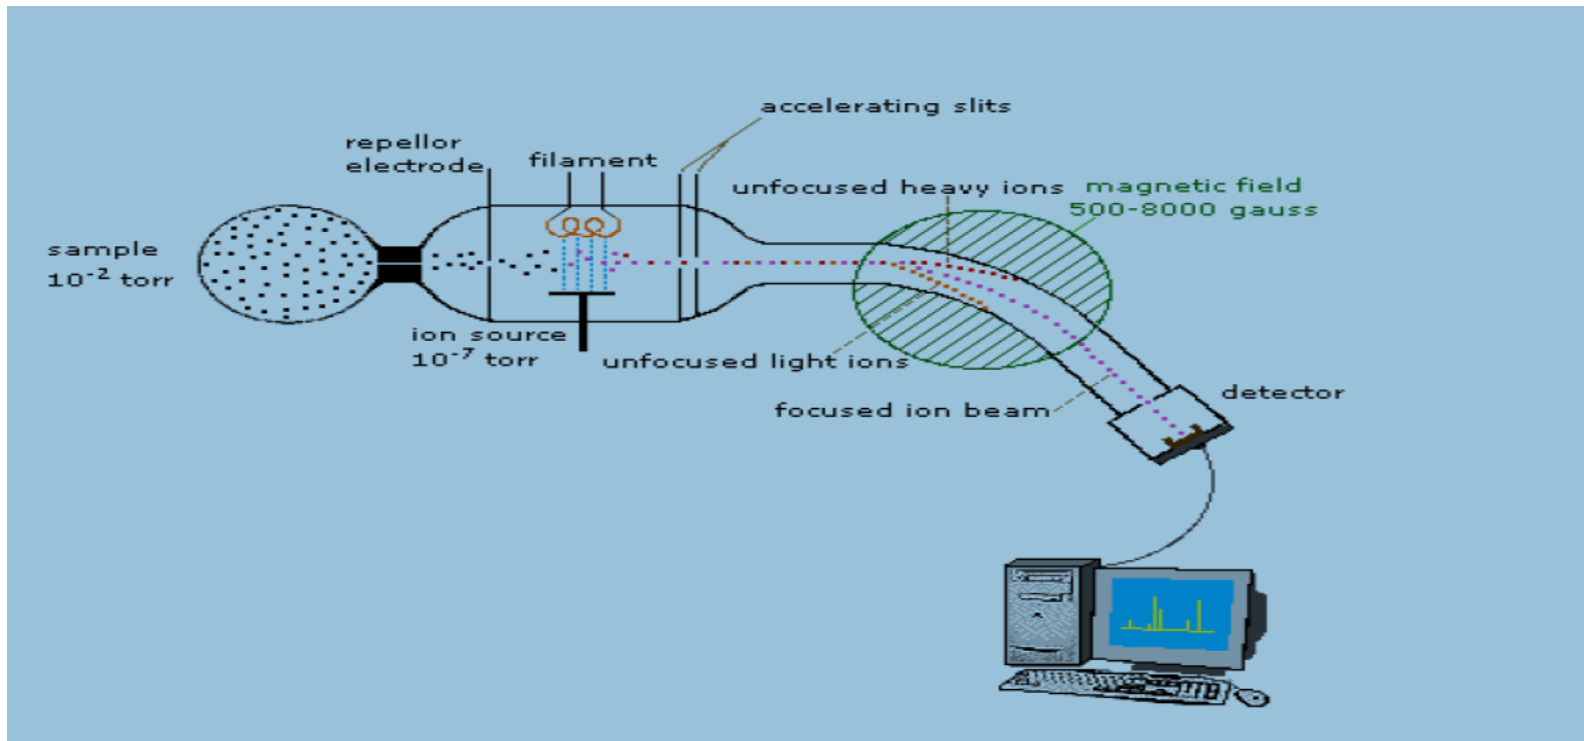 accelerating slits
repellor
electrode
filament
unfocused heavy ions
magnetic field
500-8000 gauss
sample
10⁻² torr
ion source
10⁻⁷ torr
unfocused light ions
focused ion beam
detector